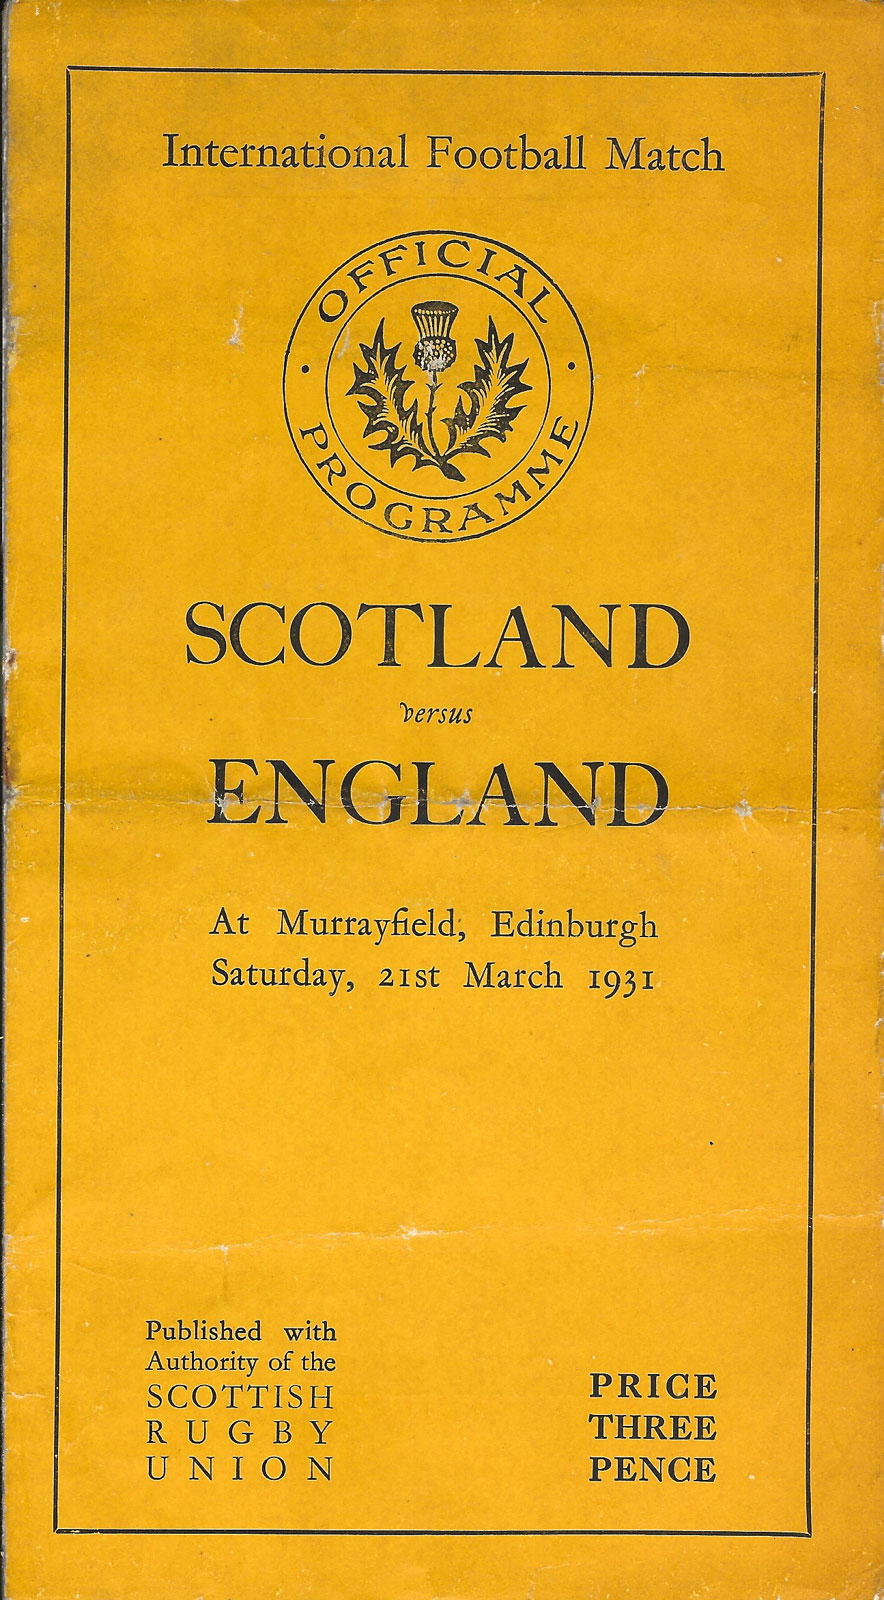 International Football Match
OFFICIAL
PROGRAMME
SCOTLAND
versus
ENGLAND
At Murrayfield, Edinburgh
Saturday, 21st March 1931
Published with
Authority of the
SCOTTISH
RUGBY
UNION
PRICE
THREE
PENCE